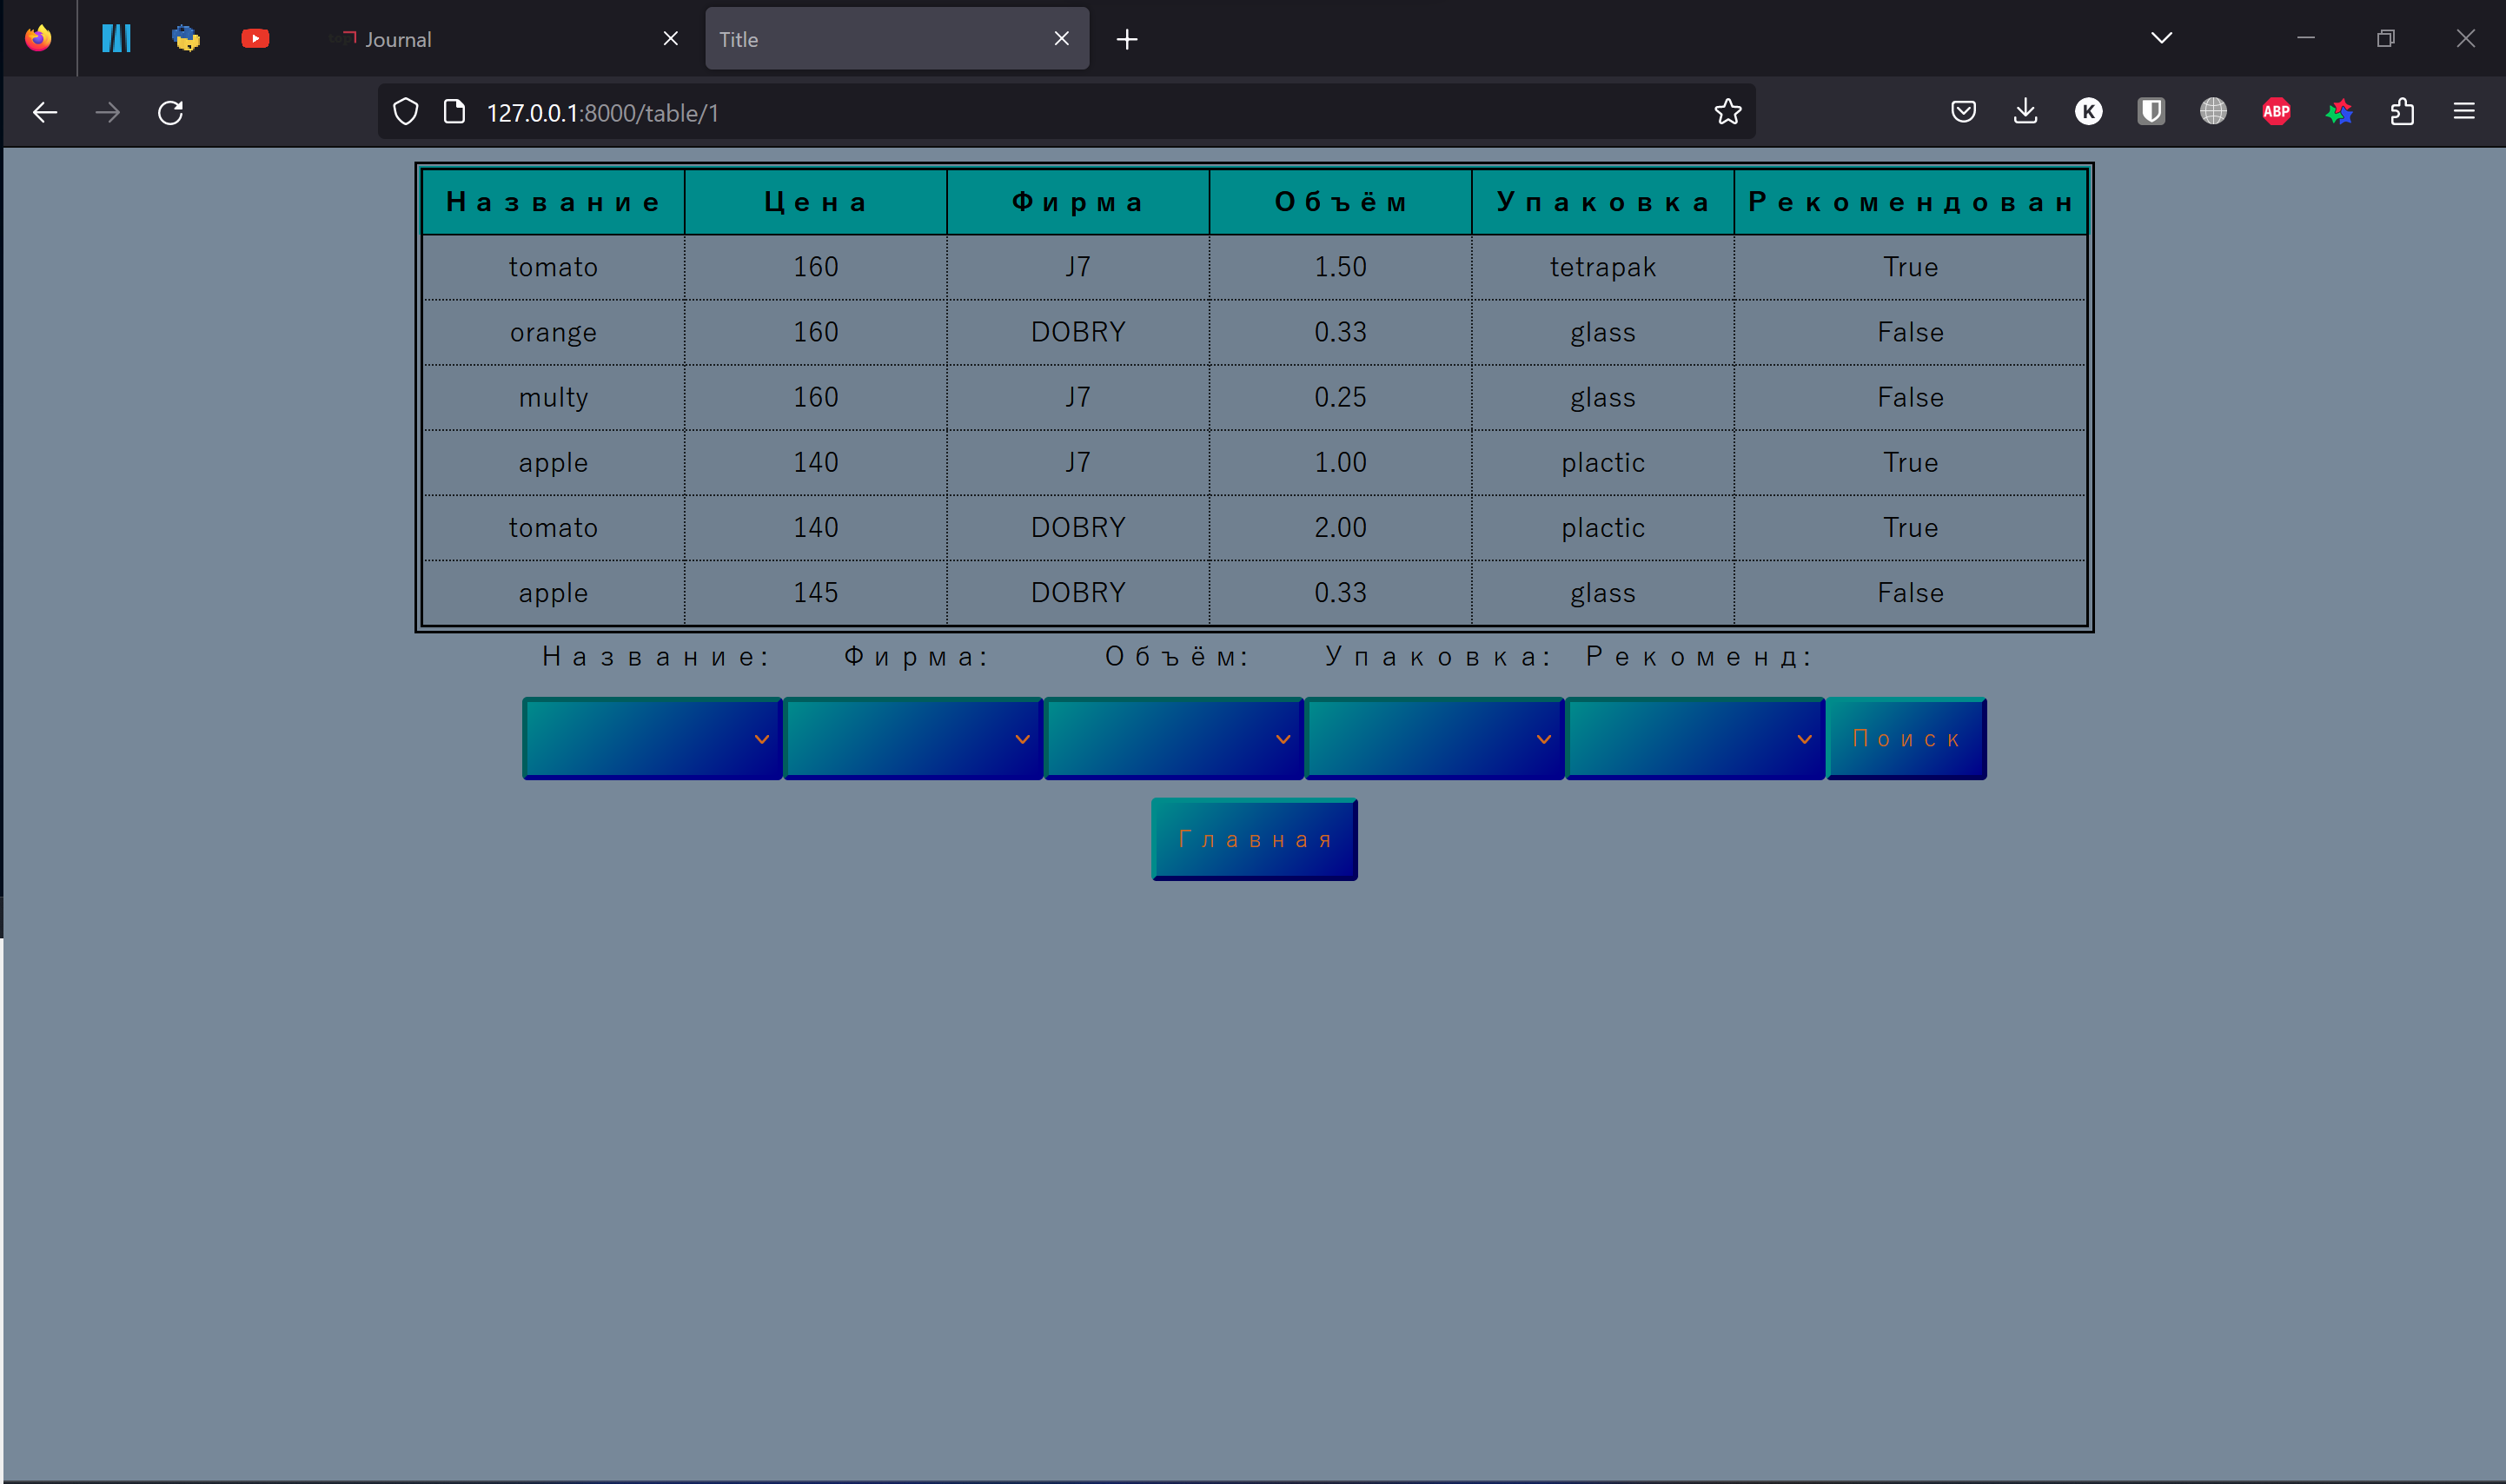 Journal Title
127.0.0.1:8000/table/1 K ABP
Название Цена Фирма Объём Упаковка Рекомендован
tomato 160 J7 1.50 tetrapak True
orange 160 DOBRY 0.33 glass False
multy 160 J7 0.25 glass False
apple 140 J7 1.00 plactic True
tomato 140 DOBRY 2.00 plactic True
apple 145 DOBRY 0.33 glass False
Название: Фирма: Объём: Упаковка: Рекоменд:
Поиск
Главная